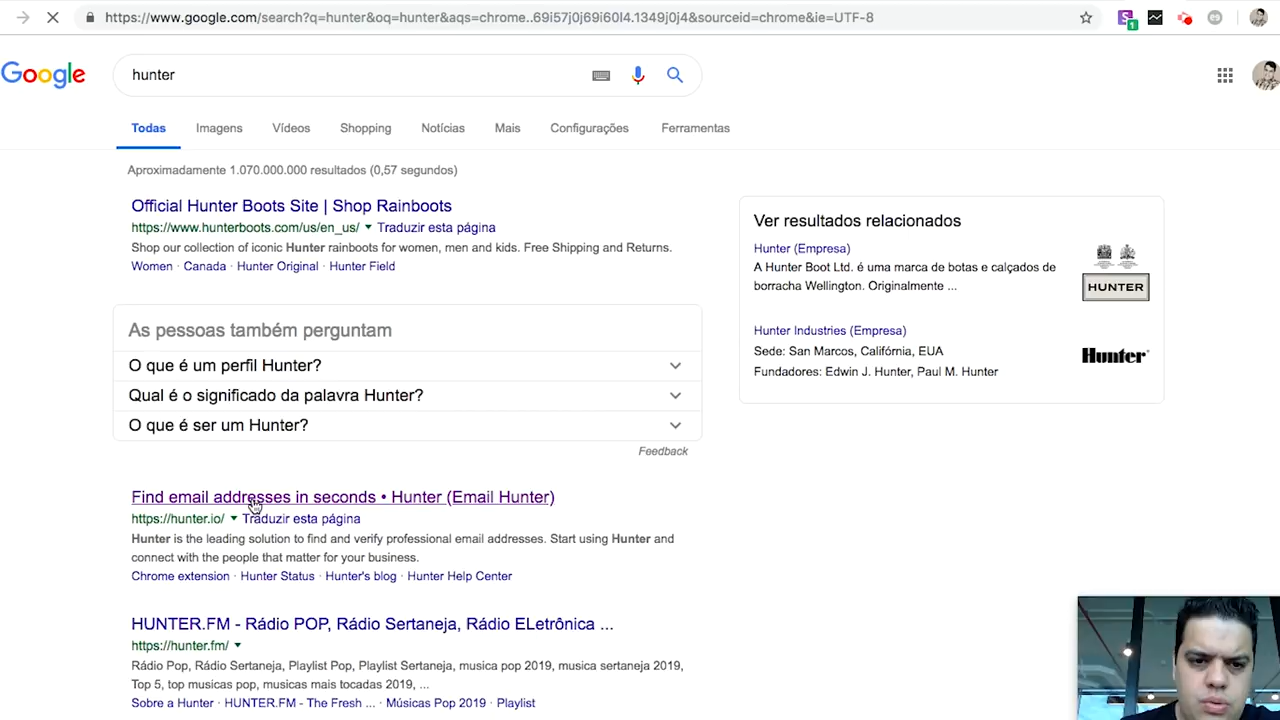 https://www.google.com/search?q=hunter&oq=hunter&aqs=chrome..69i57j0j69i60l4.1349j0j4&sourceid=chrome&ie=UTF-8
1
Google
hunter
Todas Imagens Vídeos Shopping Notícias Mais Configurações Ferramentas
Aproximadamente 1.070.000.000 resultados (0,57 segundos)
Official Hunter Boots Site | Shop Rainboots
https://www.hunterboots.com/us/en_us/ Traduzir esta página
Shop our collection of iconic Hunter rainboots for women, men and kids. Free Shipping and Returns.
Women · Canada · Hunter Original · Hunter Field
As pessoas também perguntam
O que é um perfil Hunter?
Qual é o significado da palavra Hunter?
O que é ser um Hunter?
Feedback
Find email addresses in seconds • Hunter (Email Hunter)
https://hunter.io/ Traduzir esta página
Hunter is the leading solution to find and verify professional email addresses. Start using Hunter and
connect with the people that matter for your business.
Chrome extension · Hunter Status · Hunter's blog · Hunter Help Center
HUNTER.FM - Rádio POP, Rádio Sertaneja, Rádio ELetrônica ...
https://hunter.fm/
Rádio Pop, Rádio Sertaneja, Playlist Pop, Playlist Sertaneja, musica pop 2019, musica sertaneja 2019,
Top 5, top musicas pop, musicas mais tocadas 2019, ...
Sobre a Hunter · HUNTER.FM - The Fresh ... · Músicas Pop 2019 · Playlist
Ver resultados relacionados
Hunter (Empresa)
A Hunter Boot Ltd. é uma marca de botas e calçados de
borracha Wellington. Originalmente ...
HUNTER
Hunter Industries (Empresa)
Sede: San Marcos, Califórnia, EUA
Fundadores: Edwin J. Hunter, Paul M. Hunter
Hunter